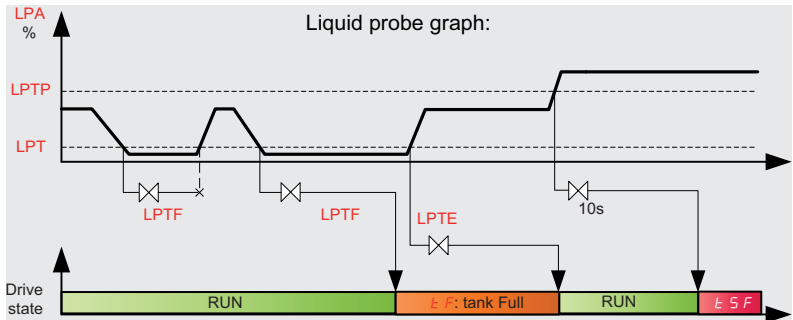 LPA
%
Liquid probe graph:
LPTP
LPT
LPTF
LPTF
LPTE
10s
Drive
state
RUN
tF: tank Full
RUN
tSF